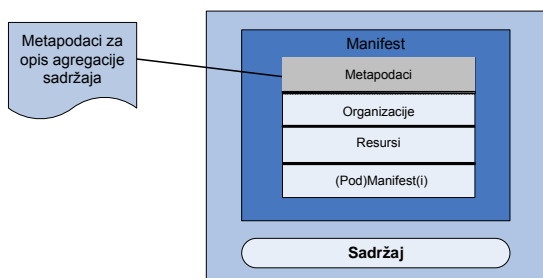 Metapodaci za
opis agregacije
sadržaja
Manifest
Metapodaci
Organizacije
Resursi
(Pod)Manifest(i)
Sadržaj